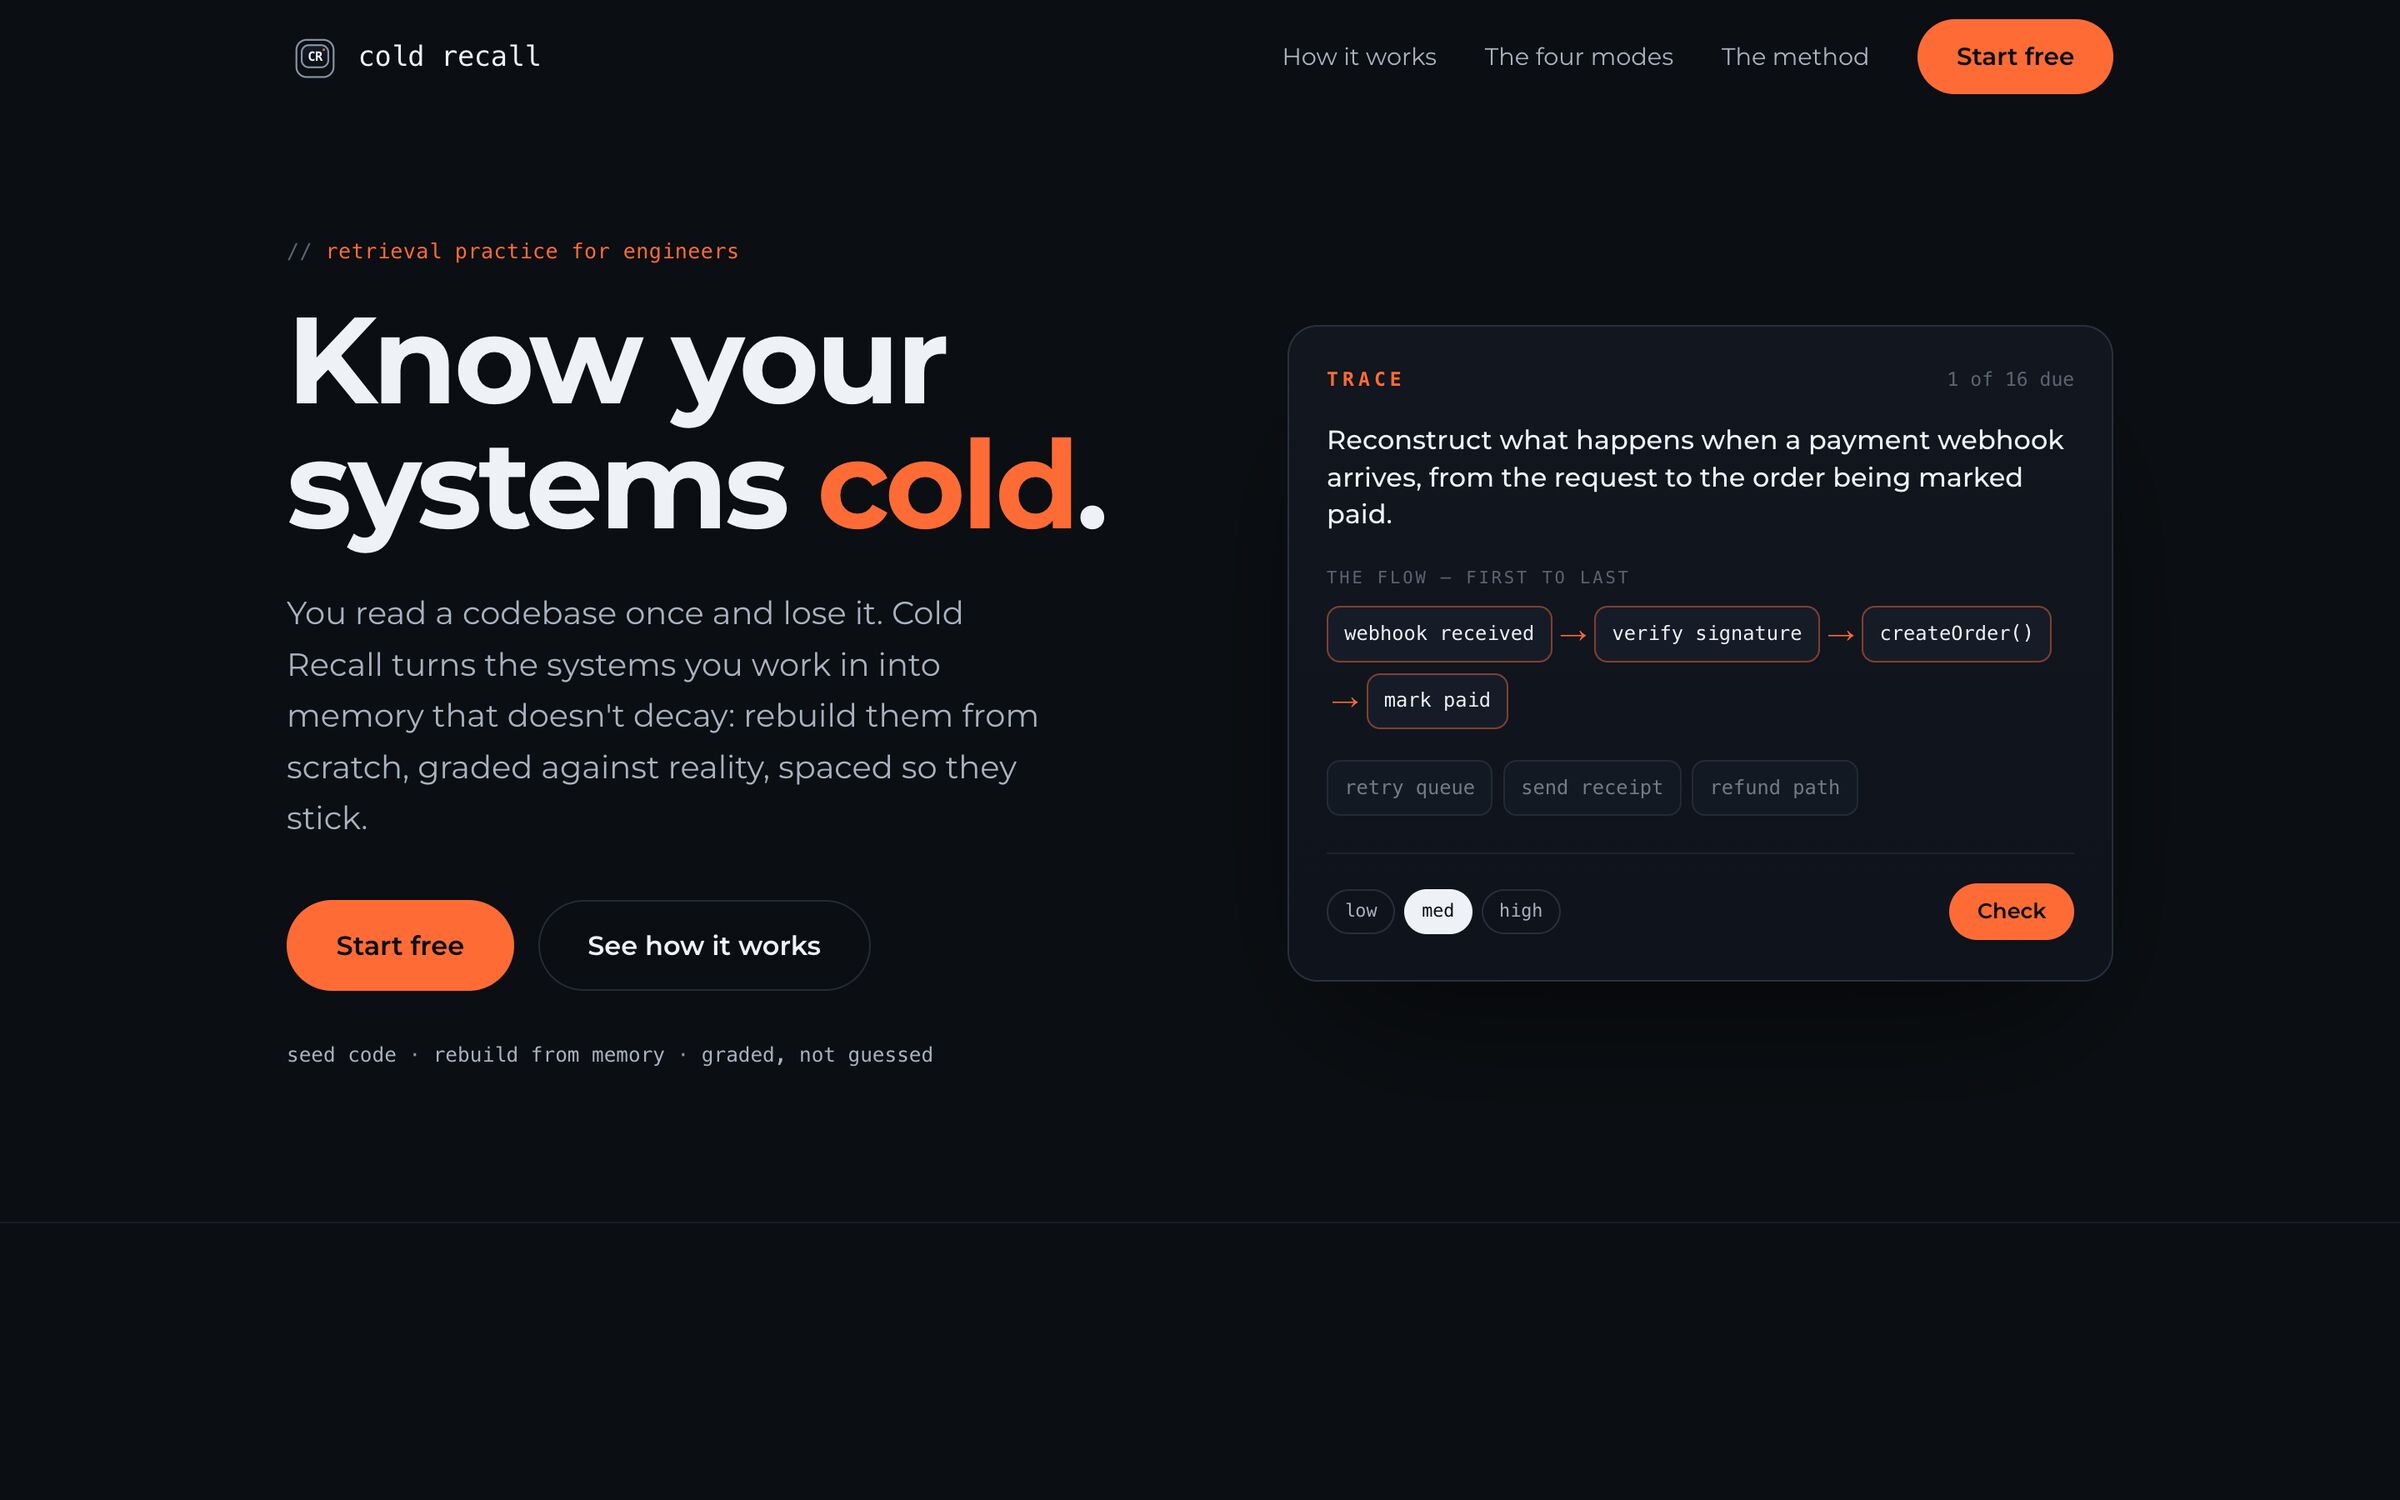 CR
cold recall
How it works
The four modes
The method
Start free
// retrieval practice for engineers
Know your
systems cold.
You read a codebase once and lose it. Cold
Recall turns the systems you work in into
memory that doesn't decay: rebuild them from
scratch, graded against reality, spaced so they
stick.
Start free
See how it works
seed code · rebuild from memory · graded, not guessed
TRACE
1 of 16 due
Reconstruct what happens when a payment webhook
arrives, from the request to the order being marked
paid.
THE FLOW — FIRST TO LAST
webhook received → verify signature → createOrder()
→ mark paid
retry queue
send receipt
refund path
low
med
high
Check